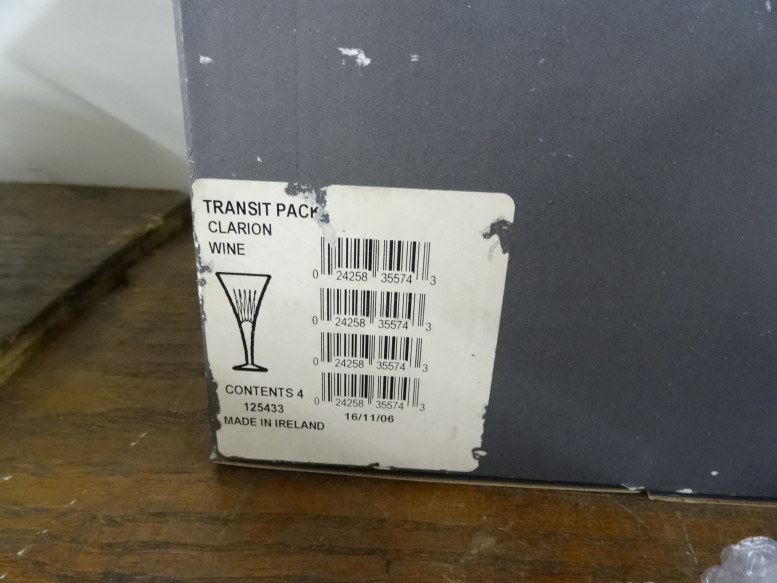 TRANSIT PACK
CLARION
WINE
0 24258 35574 3
0 24258 35574 3
0 24258 35574 3
0 24258 35574 3
CONTENTS 4
125433
16/11/06
MADE IN IRELAND